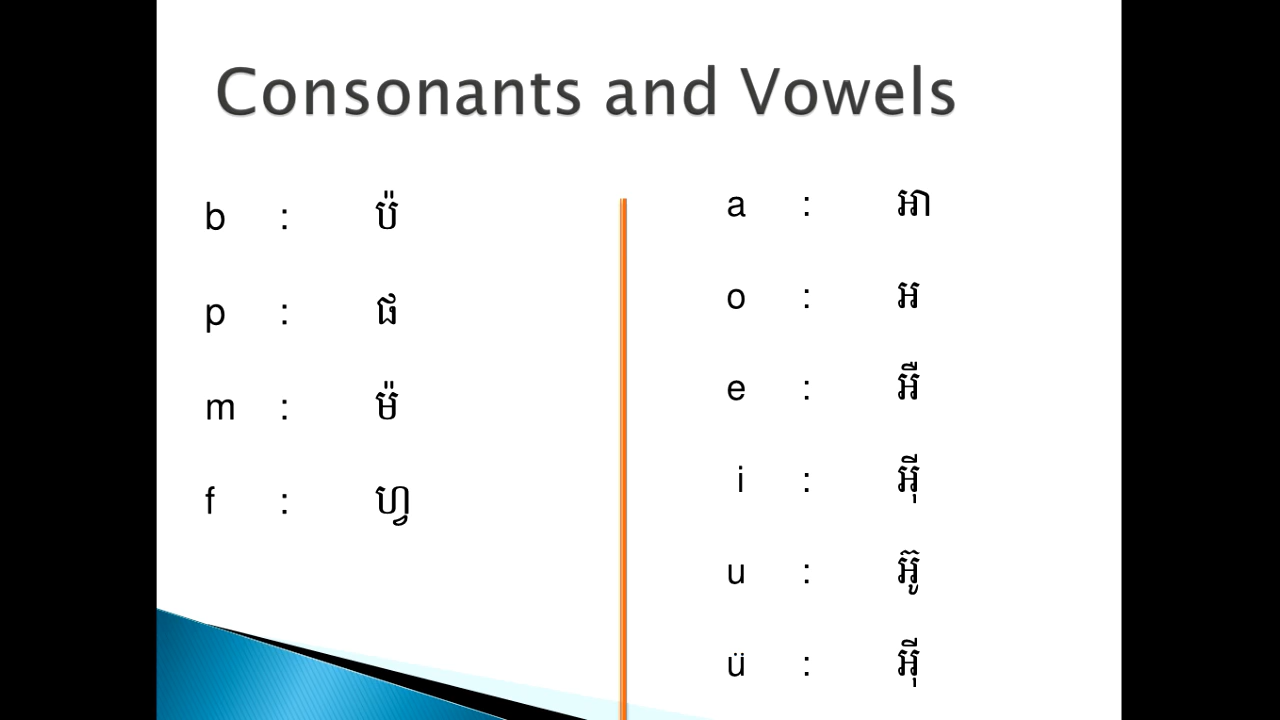 Consonants and Vowels
b : ប៉
p : ផ
m : ម៉
f : ហ្វ
a : អា
o : អ
e : អឺ
i : អ៊ី
u : អ៊ូ
ü : អ៊ី